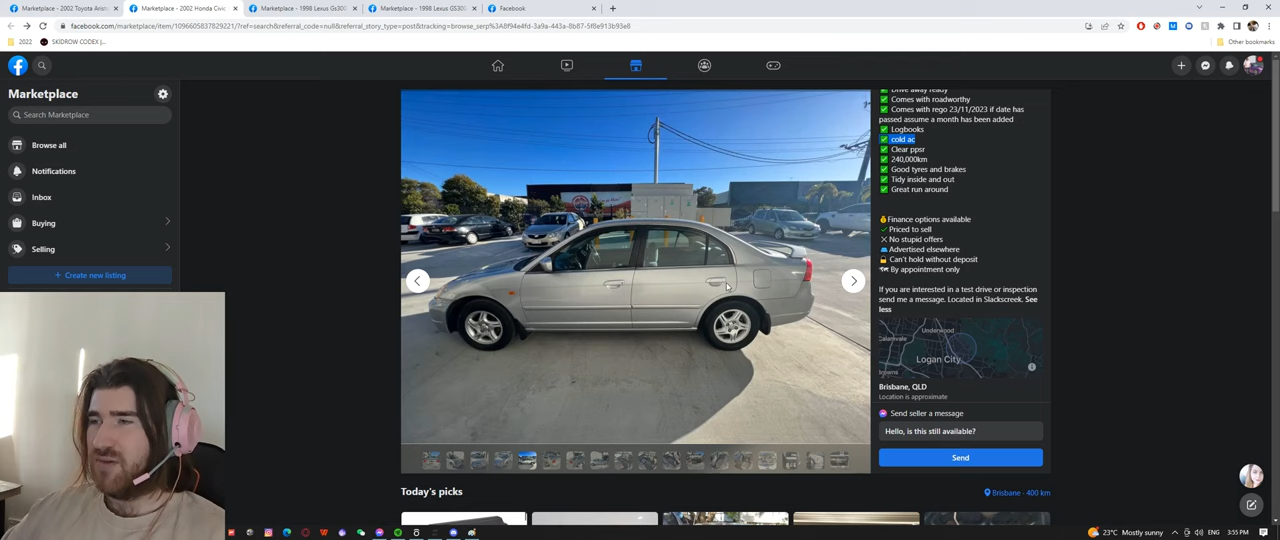 Marketplace - 2002 Toyota Arist
Marketplace - 2002 Honda Civic
Marketplace - 1998 Lexus Gs300
Marketplace - 1998 Lexus GS300
Facebook
facebook.com/marketplace/item/1096605837829221/?ref=search&referral_code=null&referral_story_type=post&tracking=browse_serp%3A8f94e4fd-3a9a-443b-8b87-5f8e913b93e8
2022
SKIDROW CODEX
Other bookmarks
Marketplace
Search Marketplace
Browse all
Notifications
Inbox
Buying
Selling
+ Create new listing
Drive away ready
Comes with roadworthy
Comes with rego 23/11/2023 if date has
passed assume a month has been added
Logbooks
cold ac
Clear ppsr
240,000km
Good tyres and brakes
Tidy inside and out
Great run around
Finance options available
Priced to sell
No stupid offers
Advertised elsewhere
Can't hold without deposit
By appointment only
If you are interested in a test drive or inspection
send me a message. Located in Slackscreek. See
less
Underwood
Calamvale
Logan City
Browns
Brisbane, QLD
Location is approximate
Send seller a message
Hello, is this still available?
Send
Today's picks
Brisbane · 400 km
23°C Mostly sunny
ENG
3:55 PM